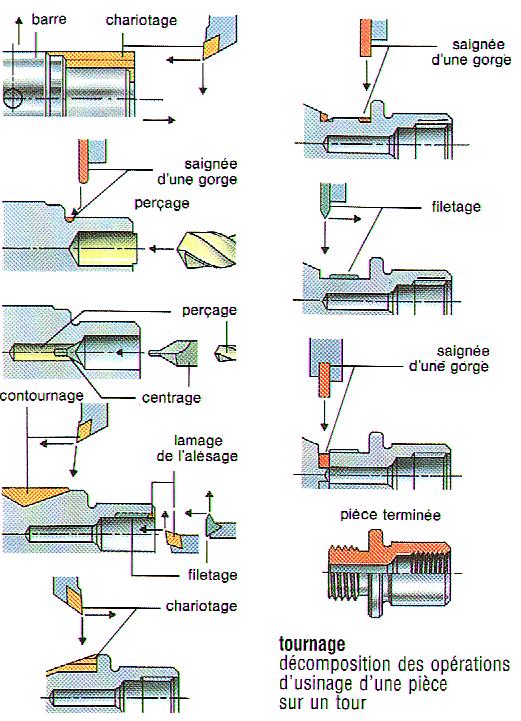 barre
chariotage
saignée
d'une gorge
perçage
perçage
centrage
contournage
lamage
de l'alésage
filetage
chariotage
saignée
d'une gorge
filetage
saignée
d'une gorge
pièce terminée
tournage
décomposition des opérations
d'usinage d'une pièce
sur un tour